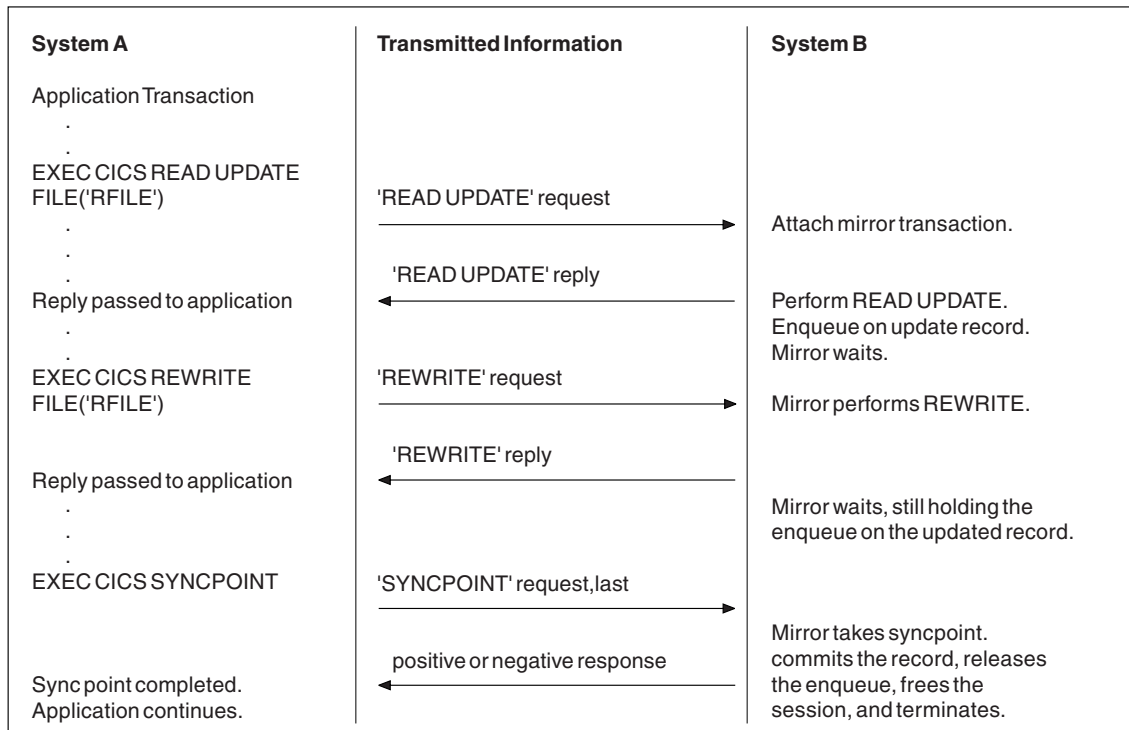 System A
Transmitted Information
System B
Application Transaction
.
.
EXEC CICS READ UPDATE
FILE('RFILE')
'READ UPDATE' request
Attach mirror transaction.
.
.
.
'READ UPDATE' reply
Reply passed to application
Perform READ UPDATE.
Enqueue on update record.
Mirror waits.
.
.
EXEC CICS REWRITE
FILE('RFILE')
'REWRITE' request
Mirror performs REWRITE.
'REWRITE' reply
Reply passed to application
Mirror waits, still holding the
enqueue on the updated record.
.
.
.
EXEC CICS SYNCPOINT
'SYNCPOINT' request,last
Mirror takes syncpoint.
commits the record, releases
the enqueue, frees the
session, and terminates.
positive or negative response
Sync point completed.
Application continues.